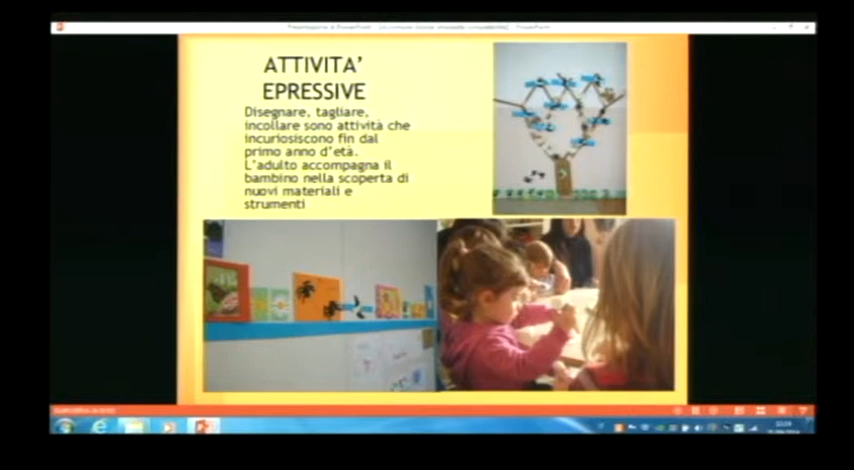 ATTIVITA'
EPRESSIVE
Disegnare, tagliare,
incollare sono attività che
incuriosiscono fin dal
primo anno d'età.
L'adulto accompagna il
bambino nella scoperta di
nuovi materiali e
strumenti